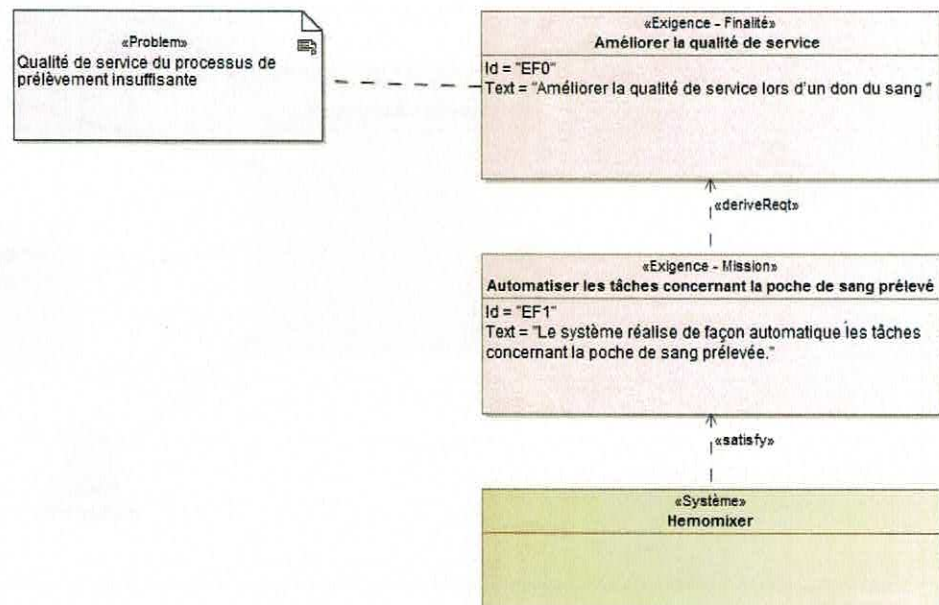 «Problem»
Qualité de service du processus de
prélèvement insuffisante
«Exigence - Finalité»
Améliorer la qualité de service
Id = "EF0"
Text = "Améliorer la qualité de service lors d'un don du sang "
«deriveReqt»
«Exigence - Mission»
Automatiser les tâches concernant la poche de sang prélevé
Id = "EF1"
Text = "Le système réalise de façon automatique les tâches
concernant la poche de sang prélevée."
«satisfy»
«Système»
Hemomixer